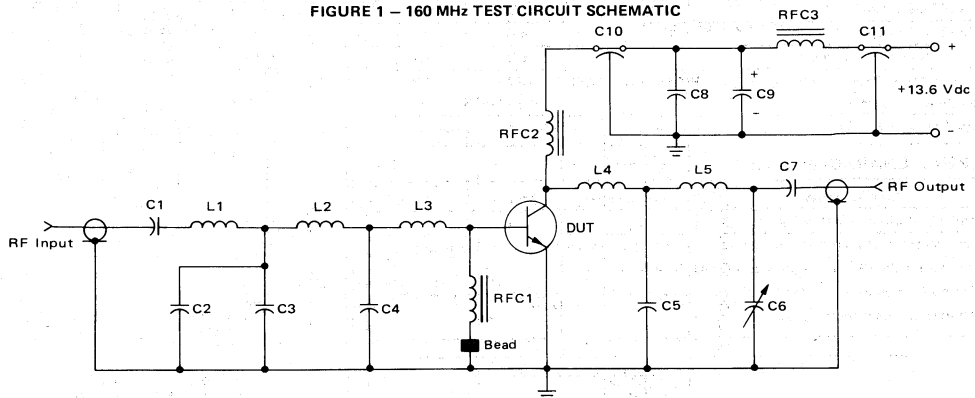 FIGURE 1 – 160 MHz TEST CIRCUIT SCHEMATIC
RFC3
C10
C11
+
C8
+
C9
–
+13.6 Vdc
–
RFC2
L4
L5
C7
RF Output
C1
L1
L2
L3
DUT
RF Input
C2
C3
C4
RFC1
C5
C6
Bead